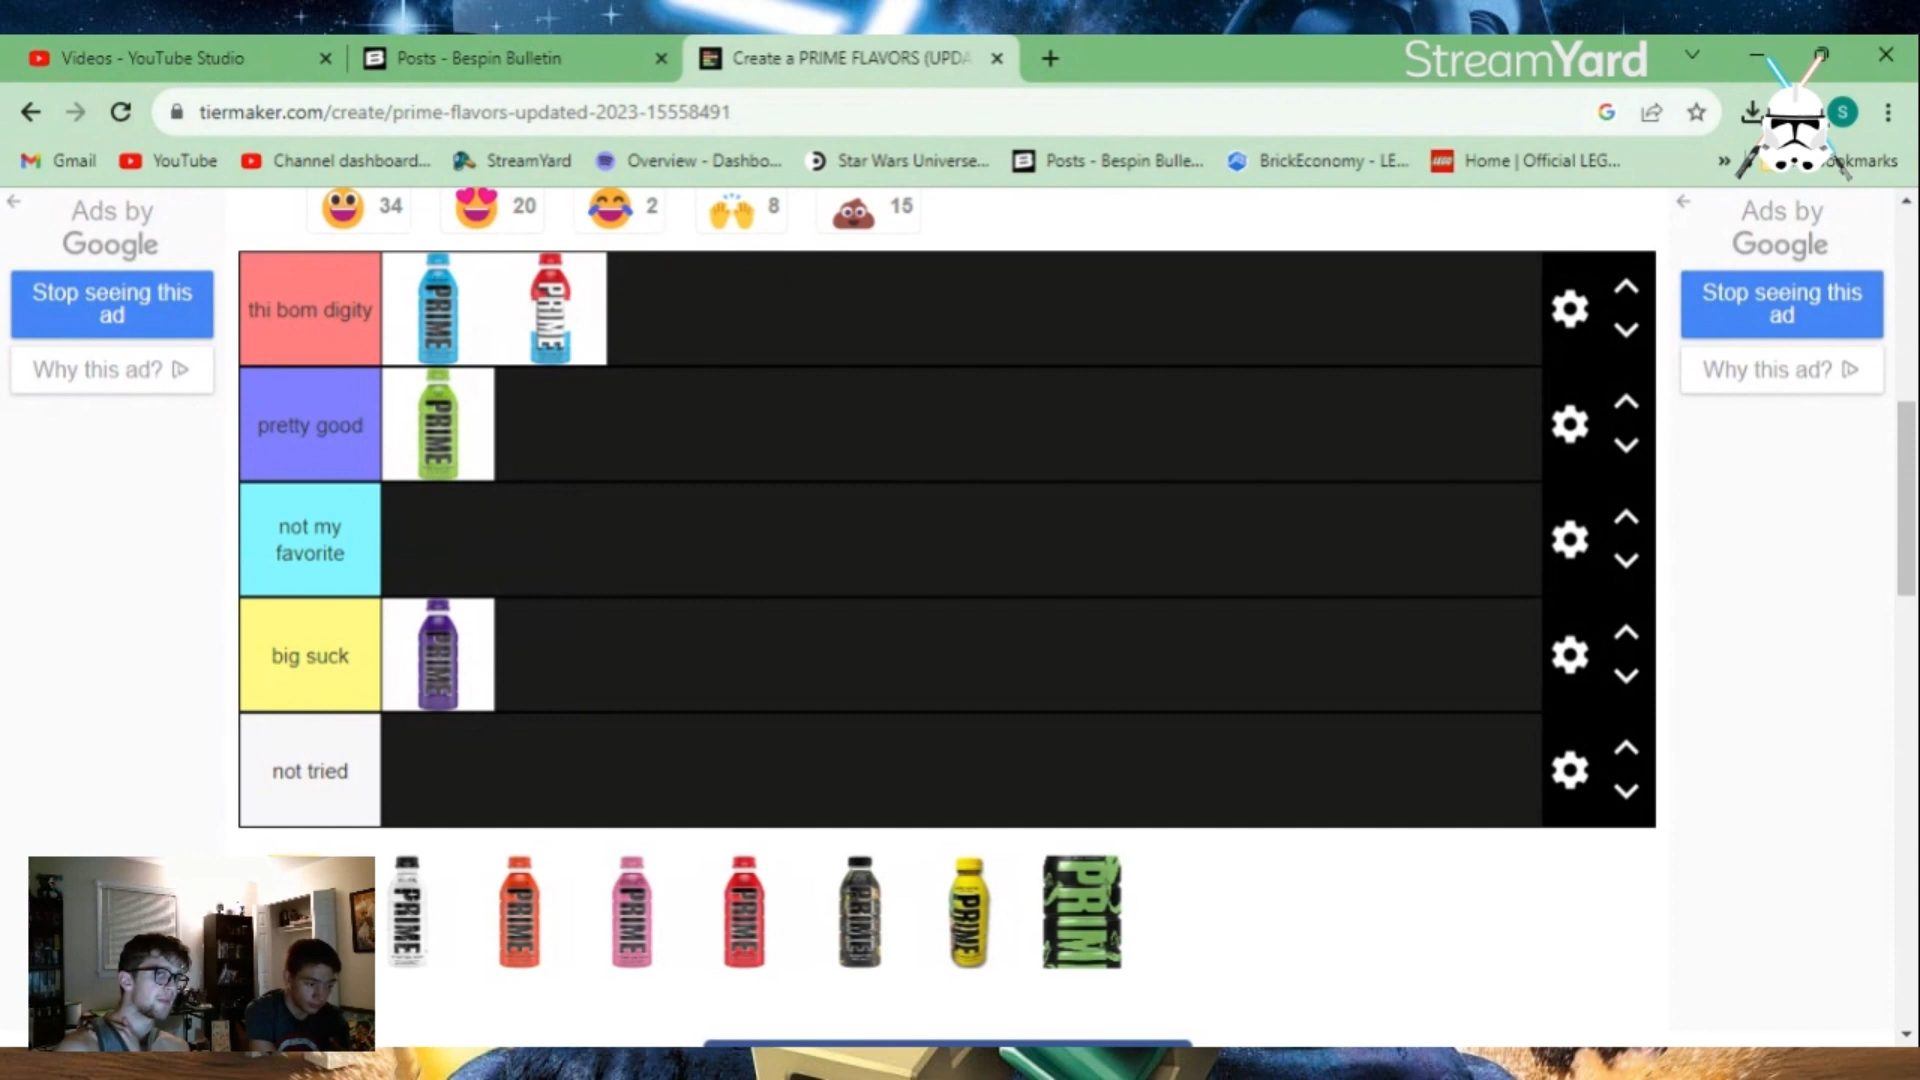 Videos - YouTube Studio
Posts - Bespin Bulletin
Create a PRIME FLAVORS (UPDA
StreamYard
tiermaker.com/create/prime-flavors-updated-2023-15558491
G
S
Gmail
YouTube
Channel dashboard...
StreamYard
Overview - Dashbo...
Star Wars Universe...
Posts - Bespin Bulle...
BrickEconomy - LE...
LEGO
Home | Official LEG...
»
ookmarks
34
20
2
8
15
Ads by
Google
Stop seeing this
ad
Why this ad?
Ads by
Google
Stop seeing this
ad
Why this ad?
thi bom digity
PRIME
PRIME
pretty good
PRIME
not my
favorite
big suck
PRIME
not tried
PRIME
PRIME
PRIME
PRIME
PRIME
PRIME
PRIM